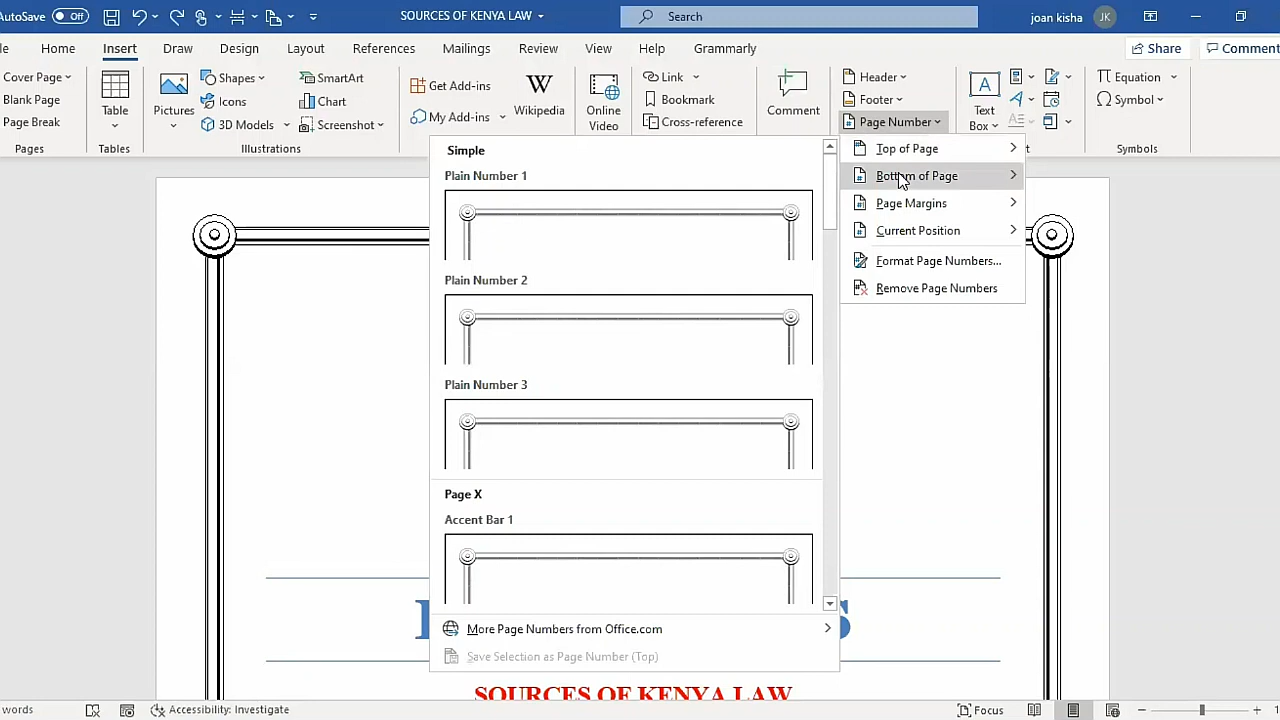 AutoSave Off
SOURCES OF KENYA LAW
Search
joan kisha JK
Home Insert Draw Design Layout References Mailings Review View Help Grammarly
Share Comment
Cover Page
Blank Page
Page Break
Pages
Table
Tables
Pictures
Shapes
Icons
3D Models
SmartArt
Chart
Screenshot
Illustrations
Get Add-ins
My Add-ins
Wikipedia
Online
Video
Link
Bookmark
Cross-reference
Comment
Header
Footer
Page Number
Text
Box
Equation
Symbol
Symbols
Top of Page
Bottom of Page
Page Margins
Current Position
Format Page Numbers...
Remove Page Numbers
Simple
Plain Number 1
Plain Number 2
Plain Number 3
Page X
Accent Bar 1
More Page Numbers from Office.com
Save Selection as Page Number (Top)
SOURCES OF KENYA LAW
words
Accessibility: Investigate
Focus